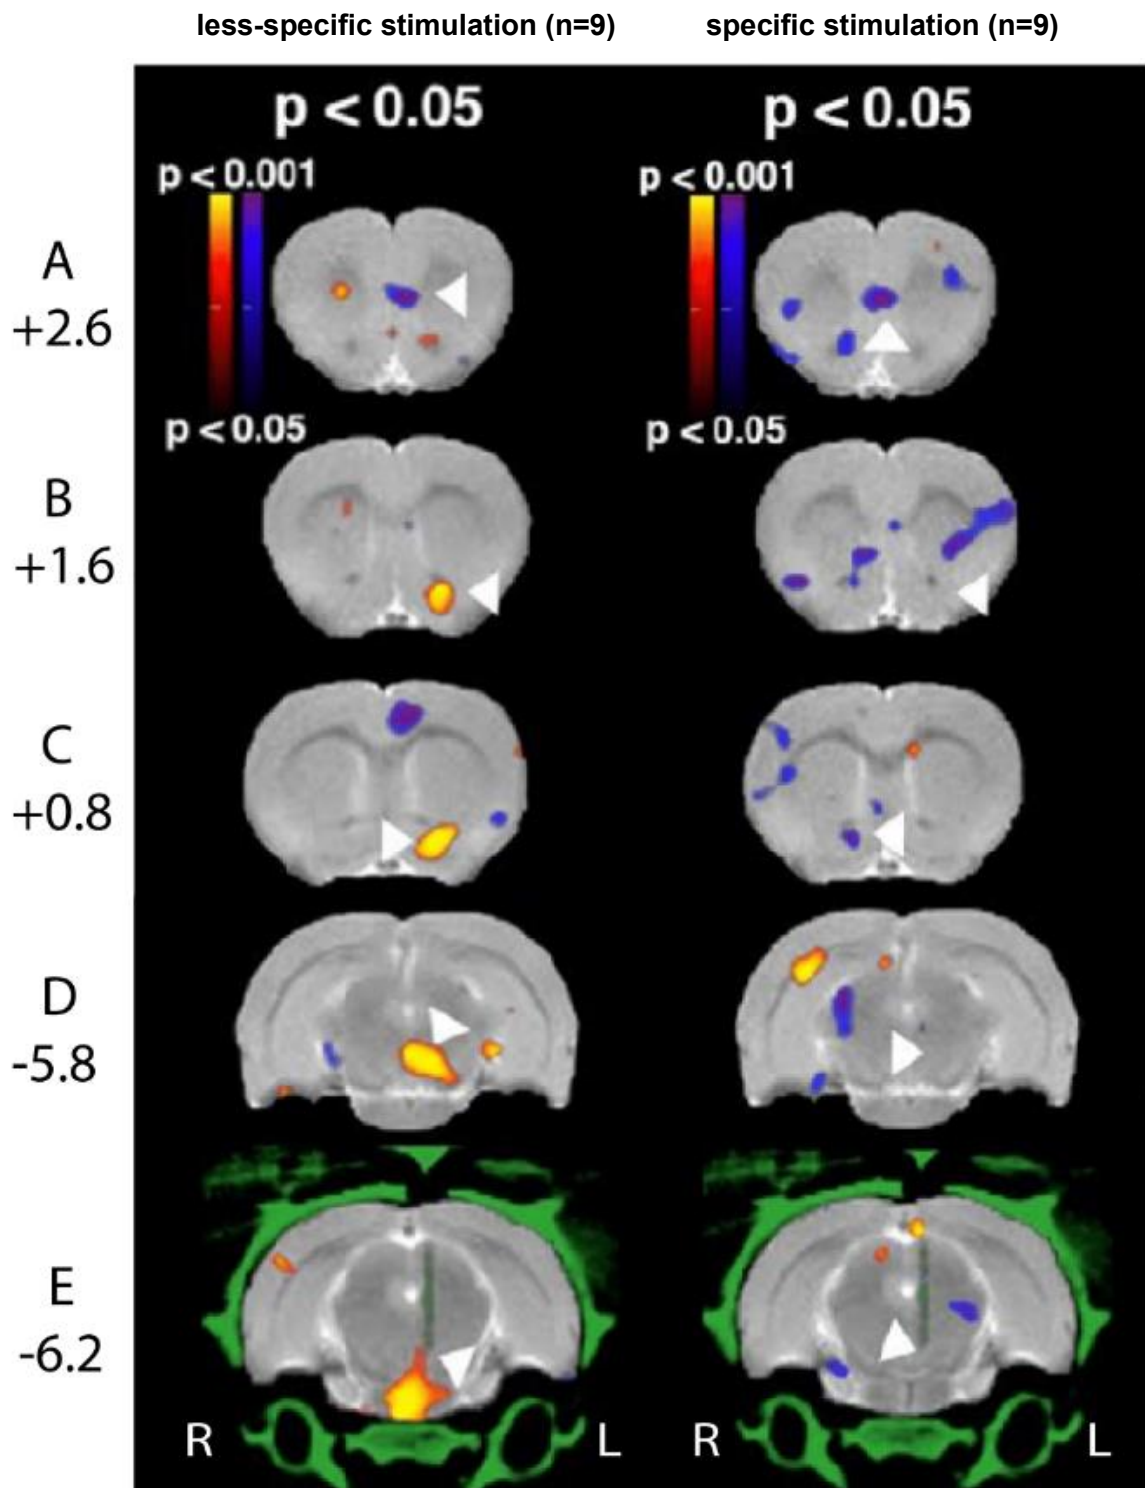 less-specific stimulation (n=9) specific stimulation (n=9)
p < 0.05 p < 0.05
p < 0.001 p < 0.001
A
+2.6
p < 0.05 p < 0.05
B
+1.6
C
+0.8
D
-5.8
E
-6.2
R L R L